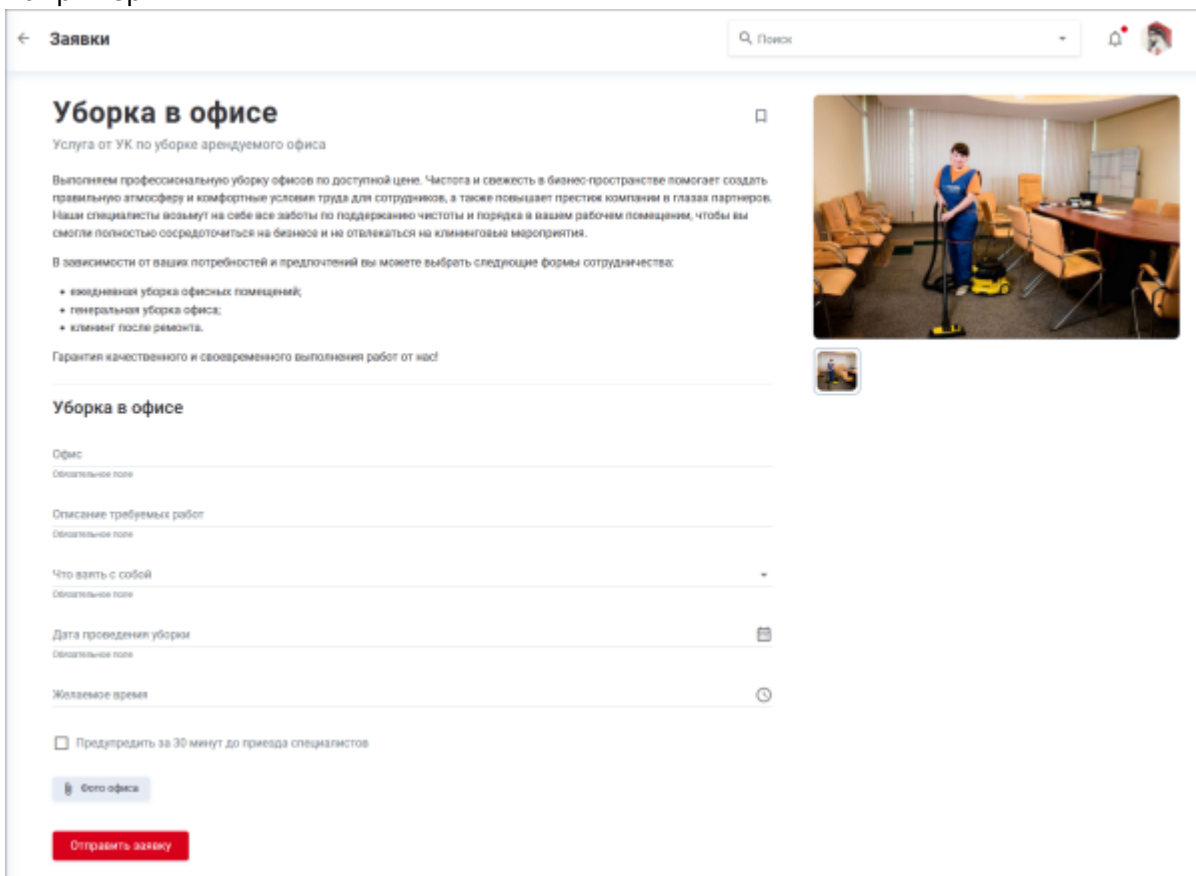 Заявки
Поиск
Уборка в офисе
Услуга от УК по уборке арендуемого офиса
Выполняем профессиональную уборку офисов по доступной цене. Чистота и свежесть в бизнес-пространстве помогает создать
правильную атмосферу и комфортные условия труда для сотрудников, а также повышает престиж компании в глазах партнеров.
Наши специалисты возьмут на себя все заботы по поддержанию чистоты и порядка в вашем рабочем помещении, чтобы вы
смогли полностью сосредоточиться на бизнесе и не отвлекаться на клининговые мероприятия.
В зависимости от ваших потребностей и предпочтений вы можете выбрать следующие формы сотрудничества:
• ежедневная уборка офисных помещений;
• генеральная уборка офиса;
• клининг после ремонта.
Гарантия качественного и своевременного выполнения работ от нас!
Уборка в офисе
Офис
Обязательное поле
Описание требуемых работ
Обязательное поле
Что взять с собой
Обязательное поле
Дата проведения уборки
Обязательное поле
Желаемое время
Предупредить за 30 минут до приезда специалистов
Фото офиса
Отправить заявку